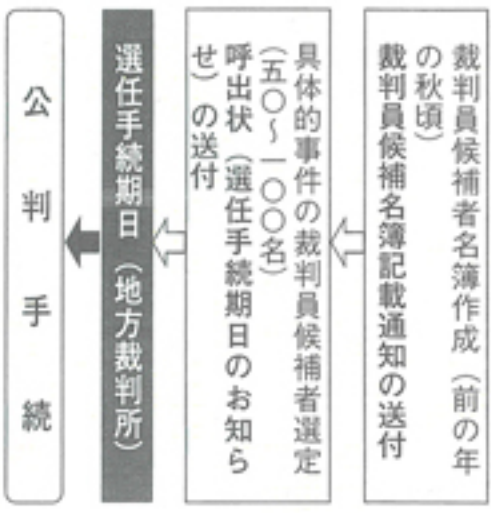 裁判員候補者名簿作成（前の年
の秋頃）
裁判員候補名簿記載通知の送付
具体的事件の裁判員候補者選定
（五〇～一〇〇名）
呼出状（選任手続期日のお知ら
せ）の送付
選任手続期日（地方裁判所）
公判手続